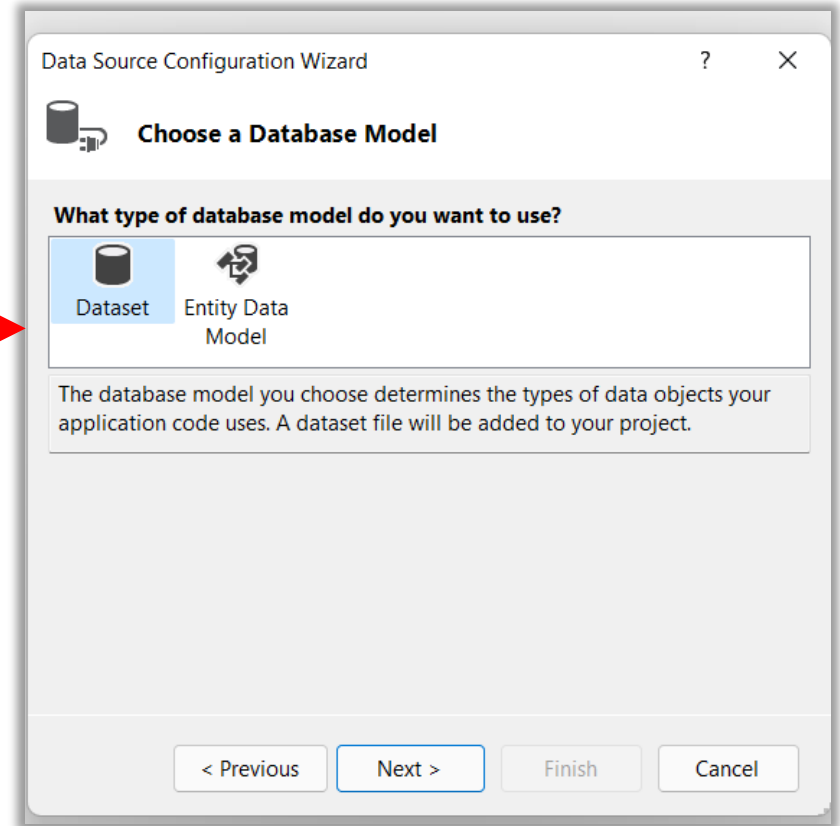 Data Source Configuration Wizard ? ×
Choose a Database Model
What type of database model do you want to use?
Dataset
Entity Data
Model
The database model you choose determines the types of data objects your
application code uses. A dataset file will be added to your project.
< Previous Next > Finish Cancel